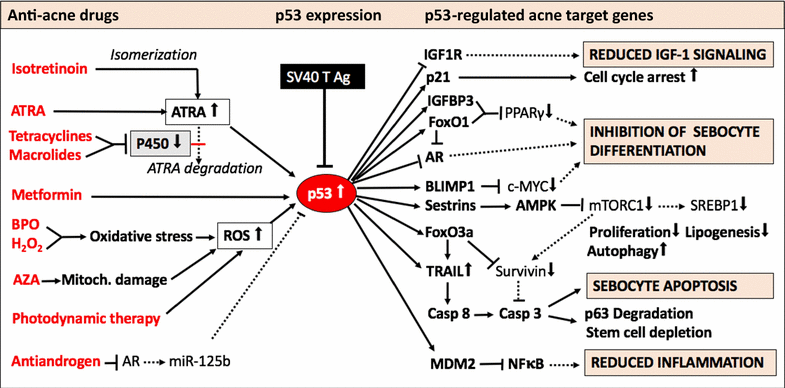 Anti-acne drugs
p53 expression
p53-regulated acne target genes
Isomerization
Isotretinoin
ATRA
ATRA ⬆
Tetracyclines
Macrolides
P450 ⬇
ATRA degradation
Metformin
BPO
H₂O₂
Oxidative stress
ROS ⬆
AZA
Mitoch. damage
Photodynamic therapy
Antiandrogen
AR
miR-125b
SV40 T Ag
p53 ⬆
IGF1R
REDUCED IGF-1 SIGNALING
p21
Cell cycle arrest ⬆
IGFBP3
FoxO1
PPARγ⬇
AR
INHIBITION OF SEBOCYTE
DIFFERENTIATION
BLIMP1
c-MYC⬇
Sestrins
AMPK
mTORC1⬇
SREBP1⬇
Proliferation⬇ Lipogenesis⬇
Autophagy⬆
FoxO3a
TRAIL⬆
Survivin⬇
Casp 8
Casp 3
SEBOCYTE APOPTOSIS
p63 Degradation
Stem cell depletion
MDM2
NFκB
REDUCED INFLAMMATION